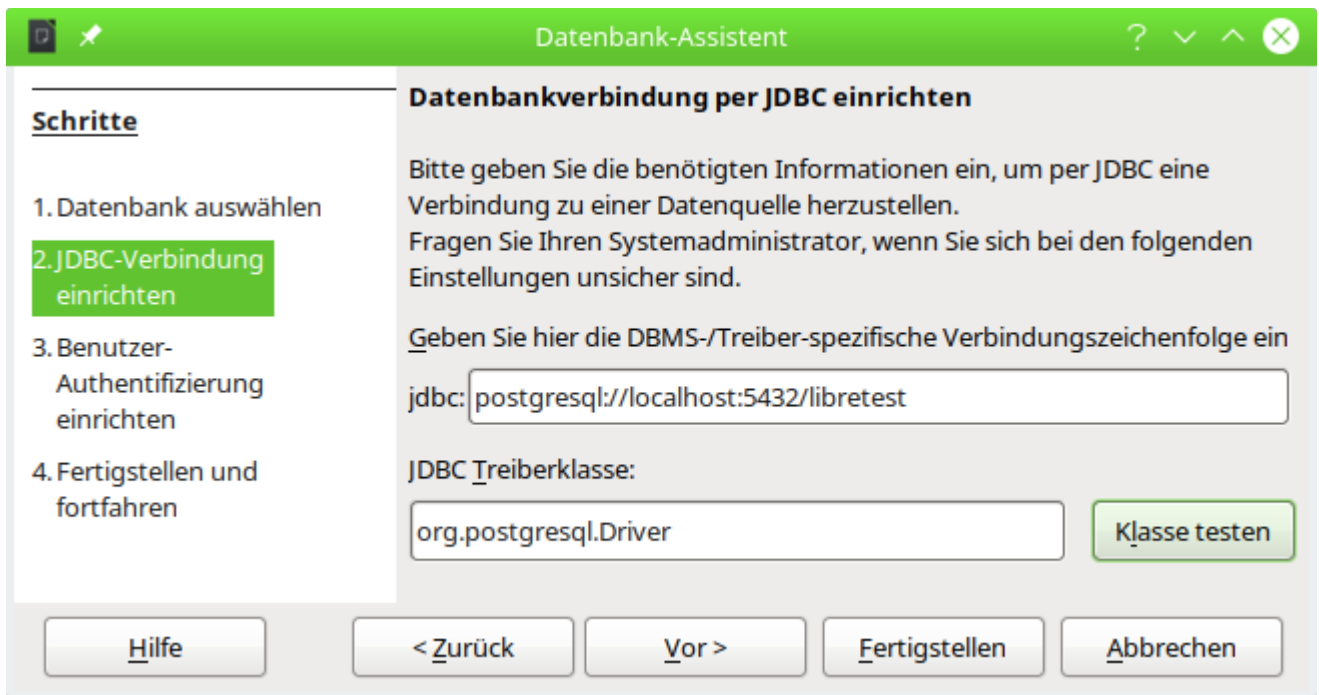 Datenbank-Assistent
Schritte
1. Datenbank auswählen
2. JDBC-Verbindung
einrichten
3. Benutzer-
Authentifizierung
einrichten
4. Fertigstellen und
fortfahren
Datenbankverbindung per JDBC einrichten
Bitte geben Sie die benötigten Informationen ein, um per JDBC eine
Verbindung zu einer Datenquelle herzustellen.
Fragen Sie Ihren Systemadministrator, wenn Sie sich bei den folgenden
Einstellungen unsicher sind.
Geben Sie hier die DBMS-/Treiber-spezifische Verbindungszeichenfolge ein
jdbc: postgresql://localhost:5432/libretest
JDBC Treiberklasse:
org.postgresql.Driver Klasse testen
Hilfe < Zurück Vor > Fertigstellen Abbrechen